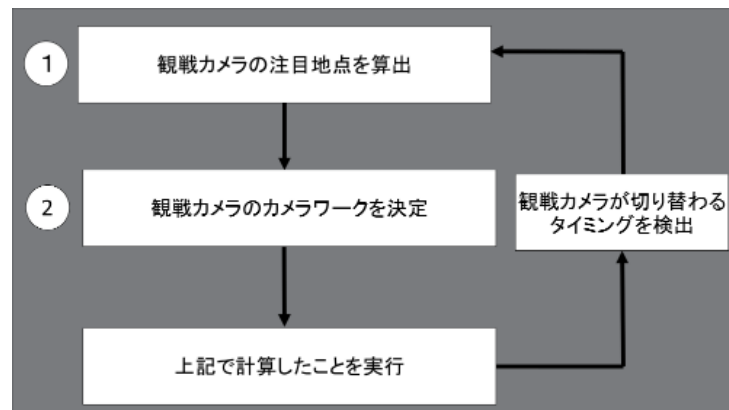 1
観戦カメラの注目地点を算出
2
観戦カメラのカメラワークを決定
観戦カメラが切り替わる
タイミングを検出
上記で計算したことを実行